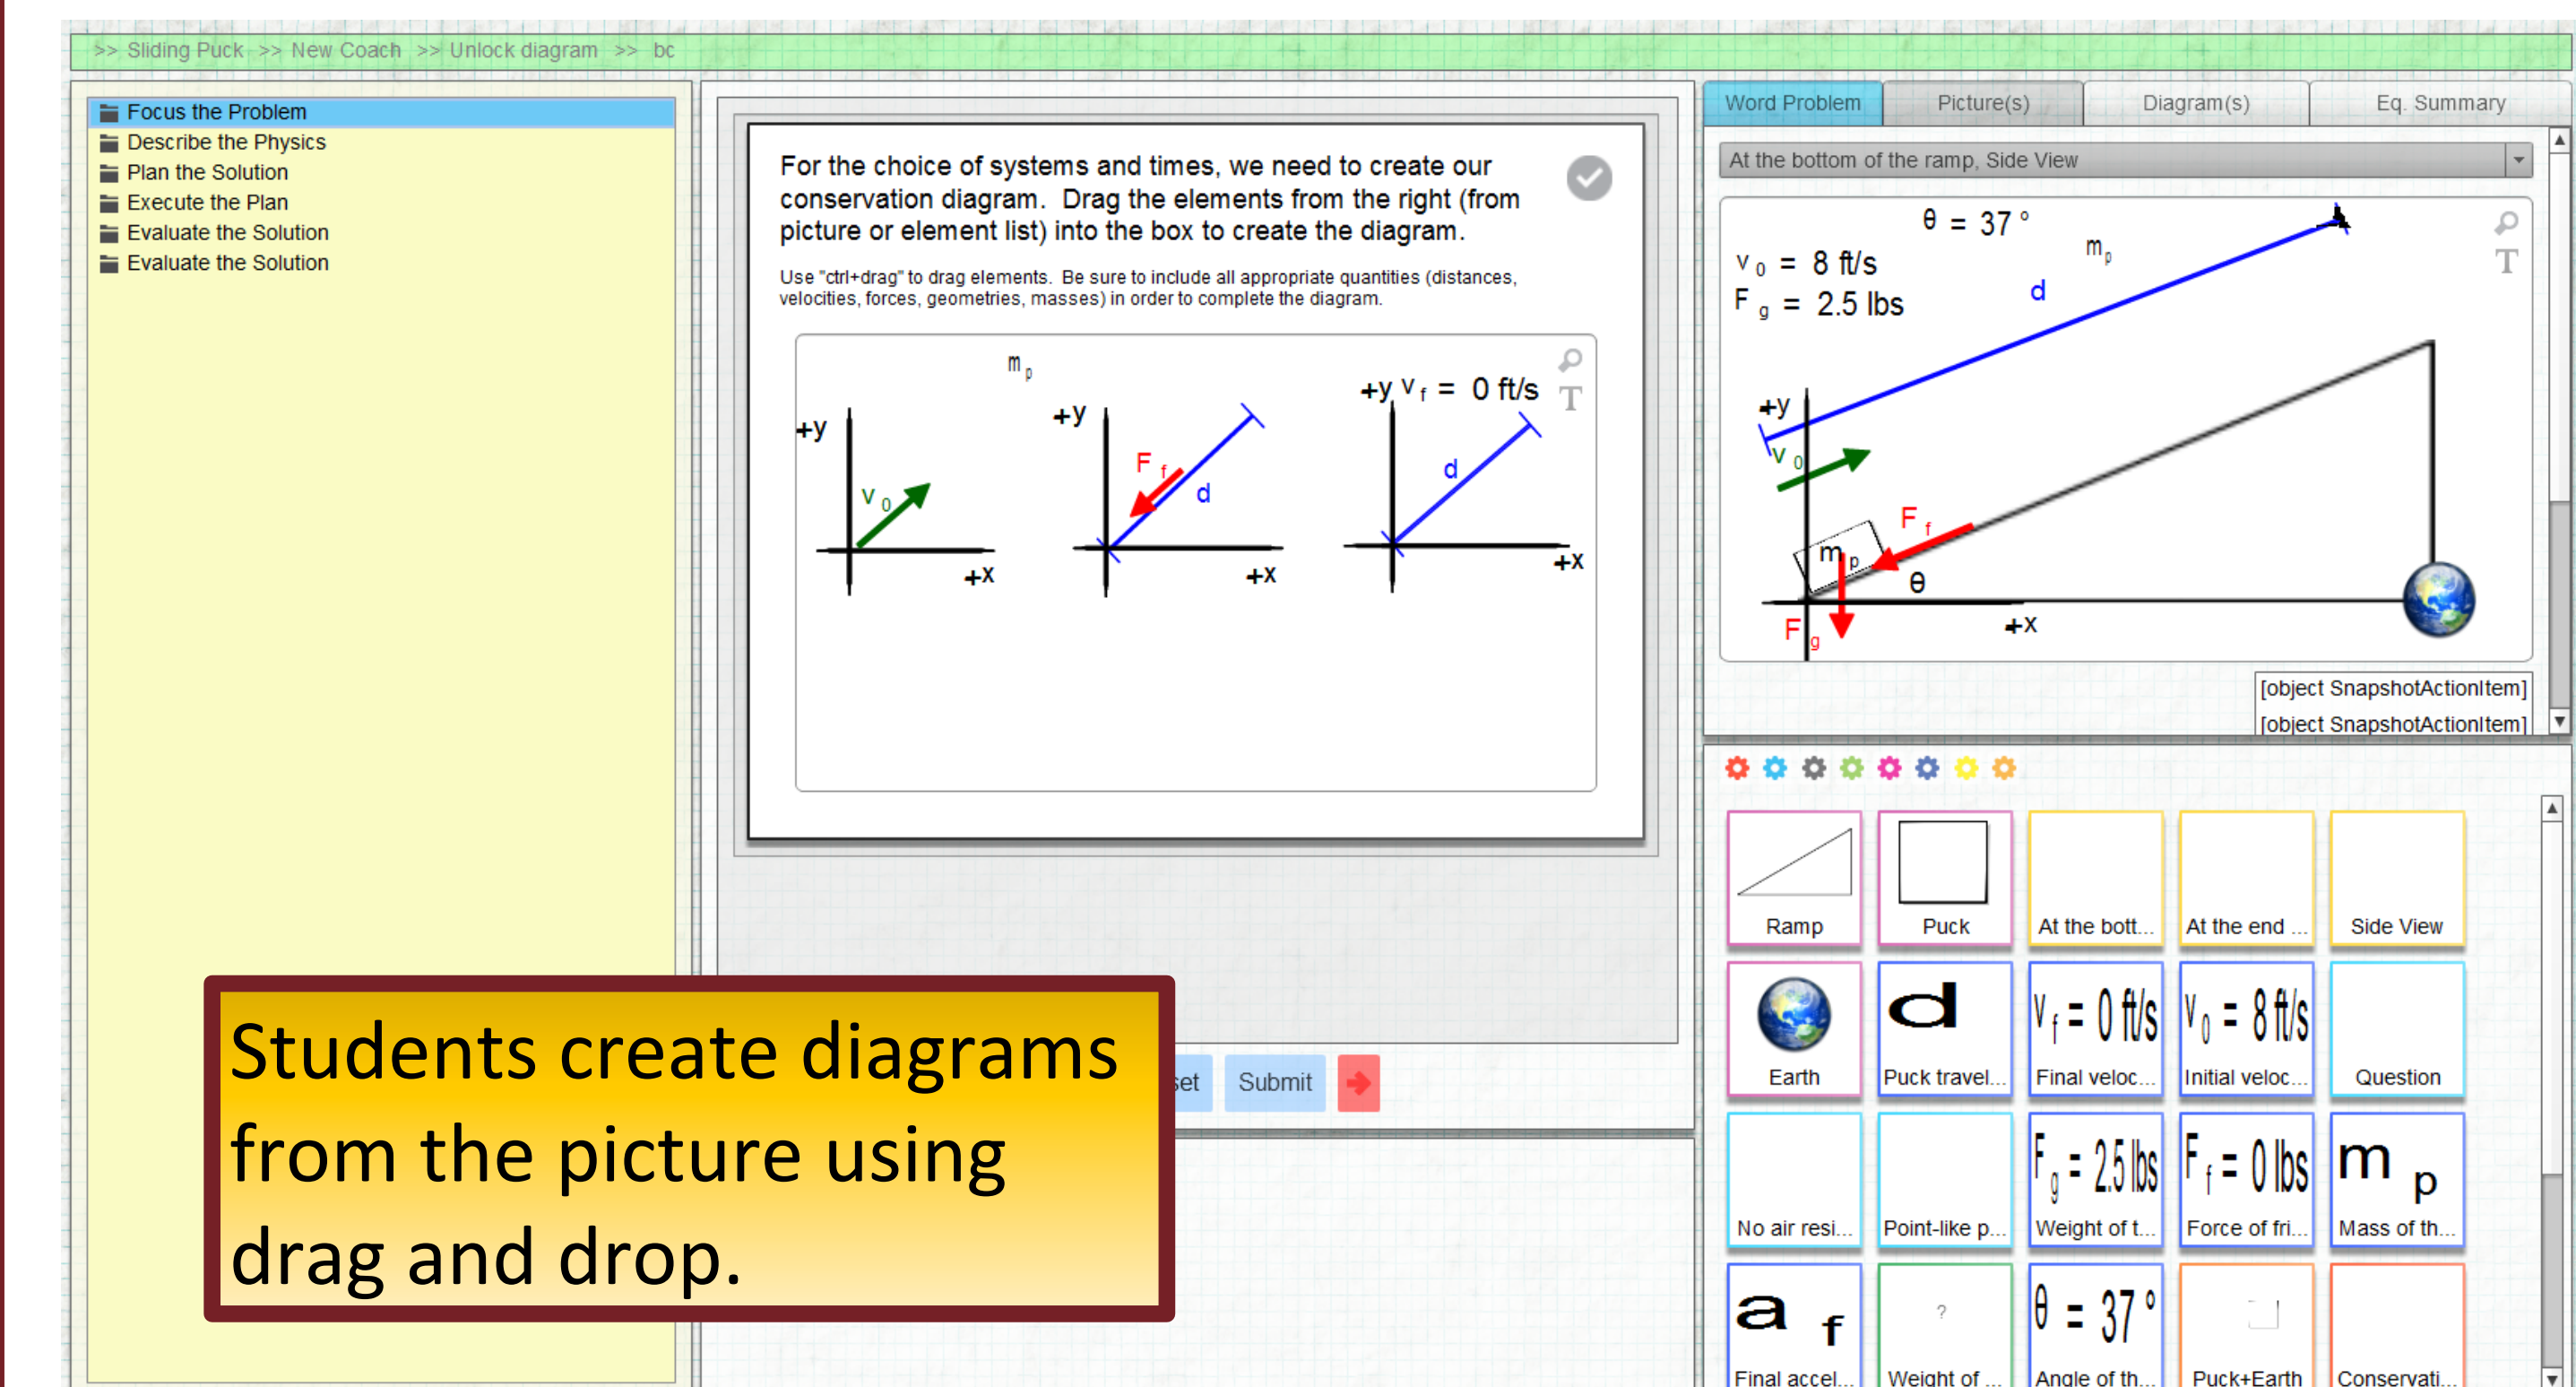 >> Sliding Puck >> New Coach >> Unlock diagram >> bc
Focus the Problem
Describe the Physics
Plan the Solution
Execute the Plan
Evaluate the Solution
Evaluate the Solution
For the choice of systems and times, we need to create our
conservation diagram. Drag the elements from the right (from
picture or element list) into the box to create the diagram.
Use "ctrl+drag" to drag elements. Be sure to include all appropriate quantities (distances,
velocities, forces, geometries, masses) in order to complete the diagram.
m p
+y v f = 0 ft/s
T
+y
+y
F f
d
d
v 0
+x
+x
+x
Submit
Students create diagrams
from the picture using
drag and drop.
Word Problem Picture(s) Diagram(s) Eq. Summary
At the bottom of the ramp, Side View
θ = 37 °
m p
v 0 = 8 ft/s
T
d
F g = 2.5 lbs
+y
v 0
F f
m p
θ
F g
+x
[object SnapshotActionItem]
[object SnapshotActionItem]
Ramp Puck At the bott... At the end ... Side View
d v f = 0 ft/s v 0 = 8 ft/s
Earth Puck travel... Final veloc... Initial veloc... Question
F g = 2.5 lbs F f = 0 lbs m p
No air resi... Point-like p... Weight of t... Force of fri... Mass of th...
a f ? θ = 37 °
Final accel... Weight of ... Angle of th... Puck+Earth Conservati...